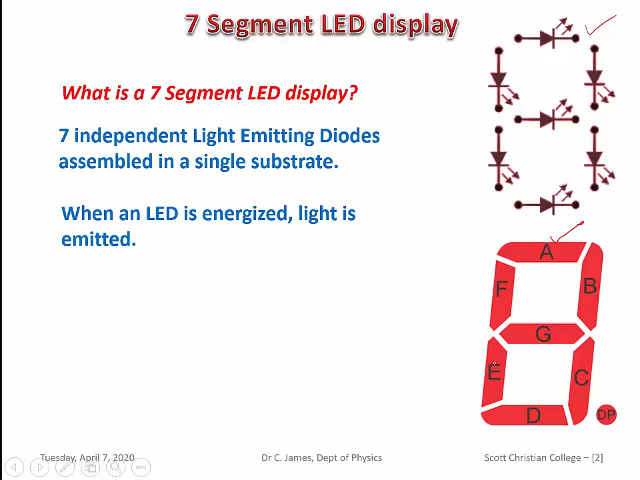 7 Segment LED display
What is a 7 Segment LED display?
7 independent Light Emitting Diodes
assembled in a single substrate.
When an LED is energized, light is
emitted.
A
F
B
G
E
C
D
DP
Tuesday, April 7, 2020
Dr C. James, Dept of Physics
Scott Christian College – [2]